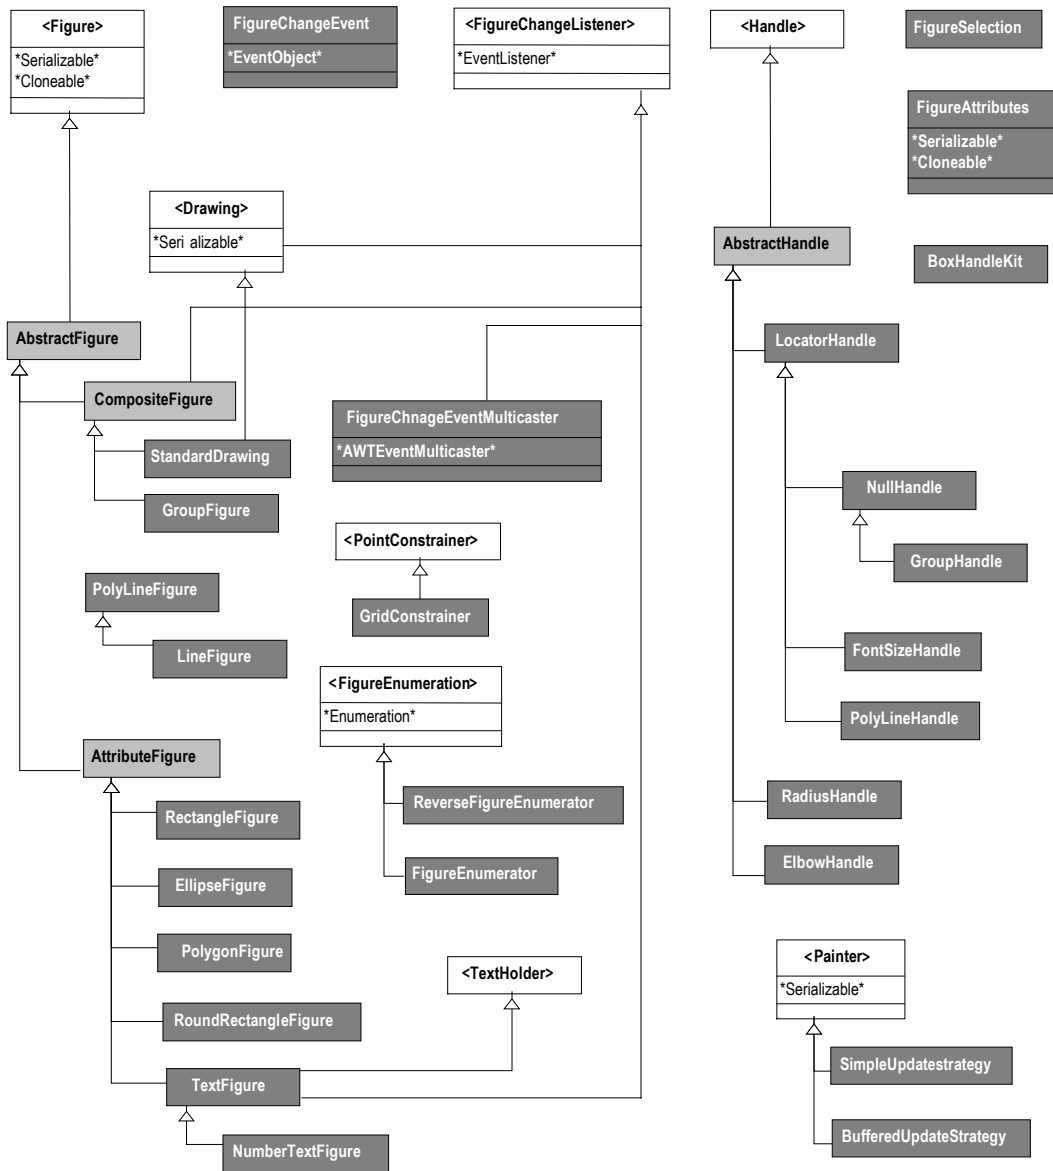 <Figure>
*Serializable*
*Cloneable*
FigureChangeEvent
*EventObject*
<FigureChangeListener>
*EventListener*
<Handle>
FigureSelection
FigureAttributes
*Serializable*
*Cloneable*
<Drawing>
*Seri alizable*
AbstractHandle
BoxHandleKit
AbstractFigure
LocatorHandle
CompositeFigure
FigureChnageEventMulticaster
*AWTEventMulticaster*
StandardDrawing
GroupFigure
NullHandle
GroupHandle
<PointConstrainer>
GridConstrainer
PolyLineFigure
LineFigure
FontSizeHandle
PolyLineHandle
<FigureEnumeration>
*Enumeration*
AttributeFigure
ReverseFigureEnumerator
FigureEnumerator
RadiusHandle
ElbowHandle
RectangleFigure
EllipseFigure
PolygonFigure
RoundRectangleFigure
<TextHolder>
<Painter>
*Serializable*
TextFigure
NumberTextFigure
SimpleUpdatestrategy
BufferedUpdateStrategy